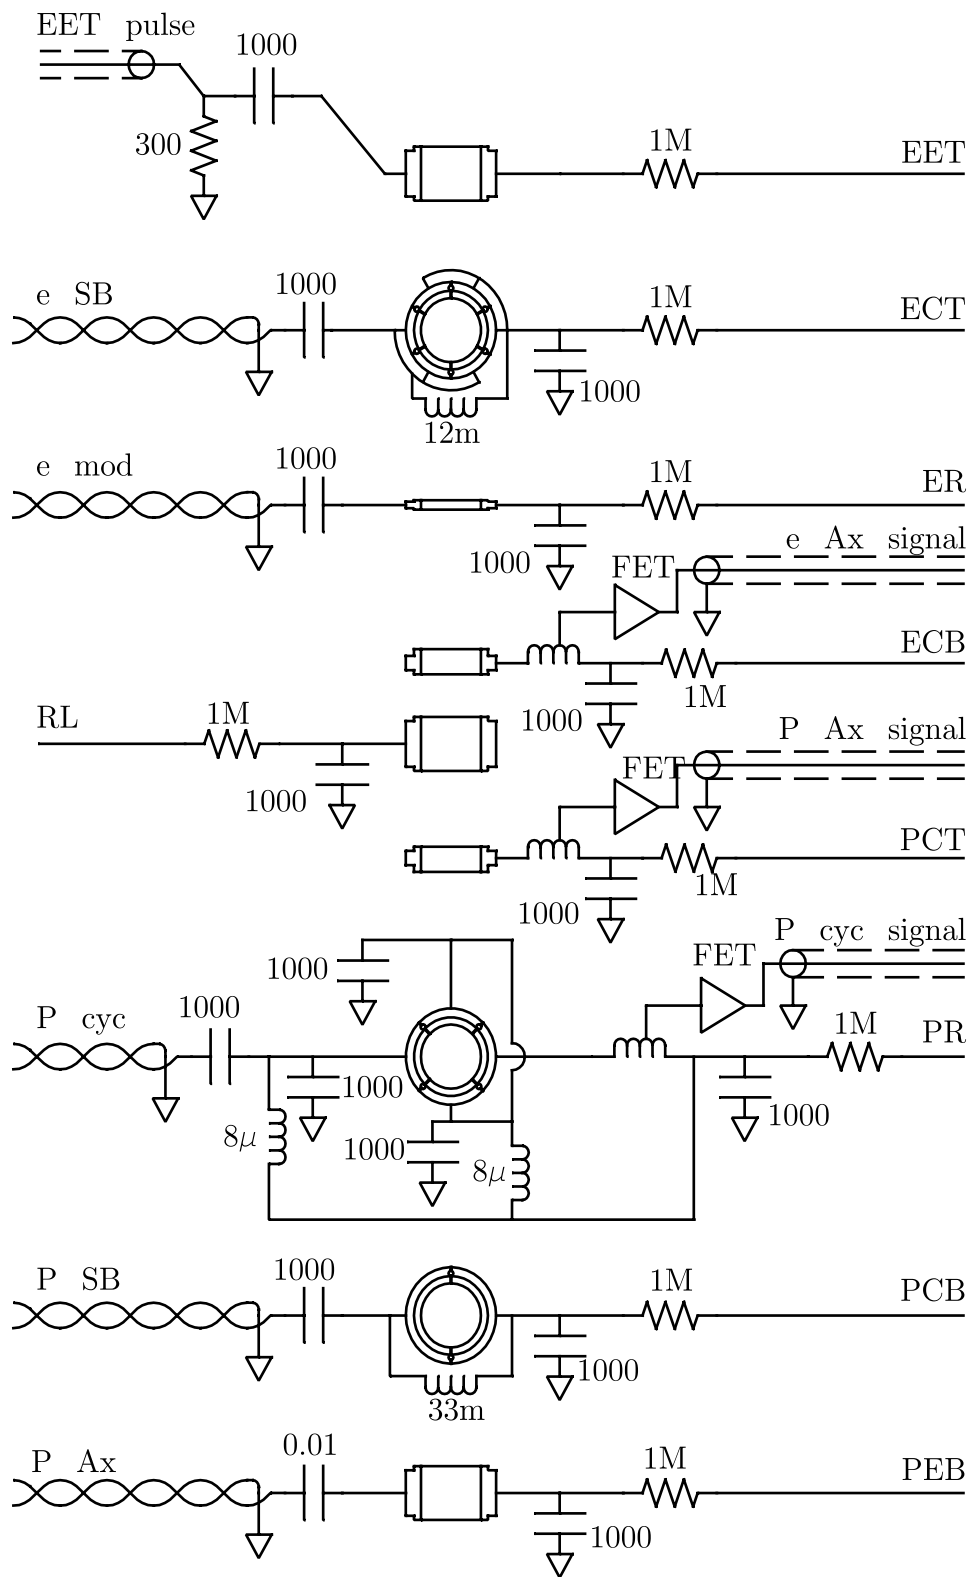 EET pulse
1000
300
1M
EET
e SB
1000
1M
ECT
1000
12m
e mod
1000
1M
ER
1000
e Ax signal
FET
ECB
1M
1000
RL
1M
1000
P Ax signal
FET
PCT
1M
1000
P cyc signal
FET
1000
P cyc
1000
1M
PR
1000
1000
8μ
1000
8μ
P SB
1000
1M
PCB
1000
33m
P Ax
0.01
1M
PEB
1000